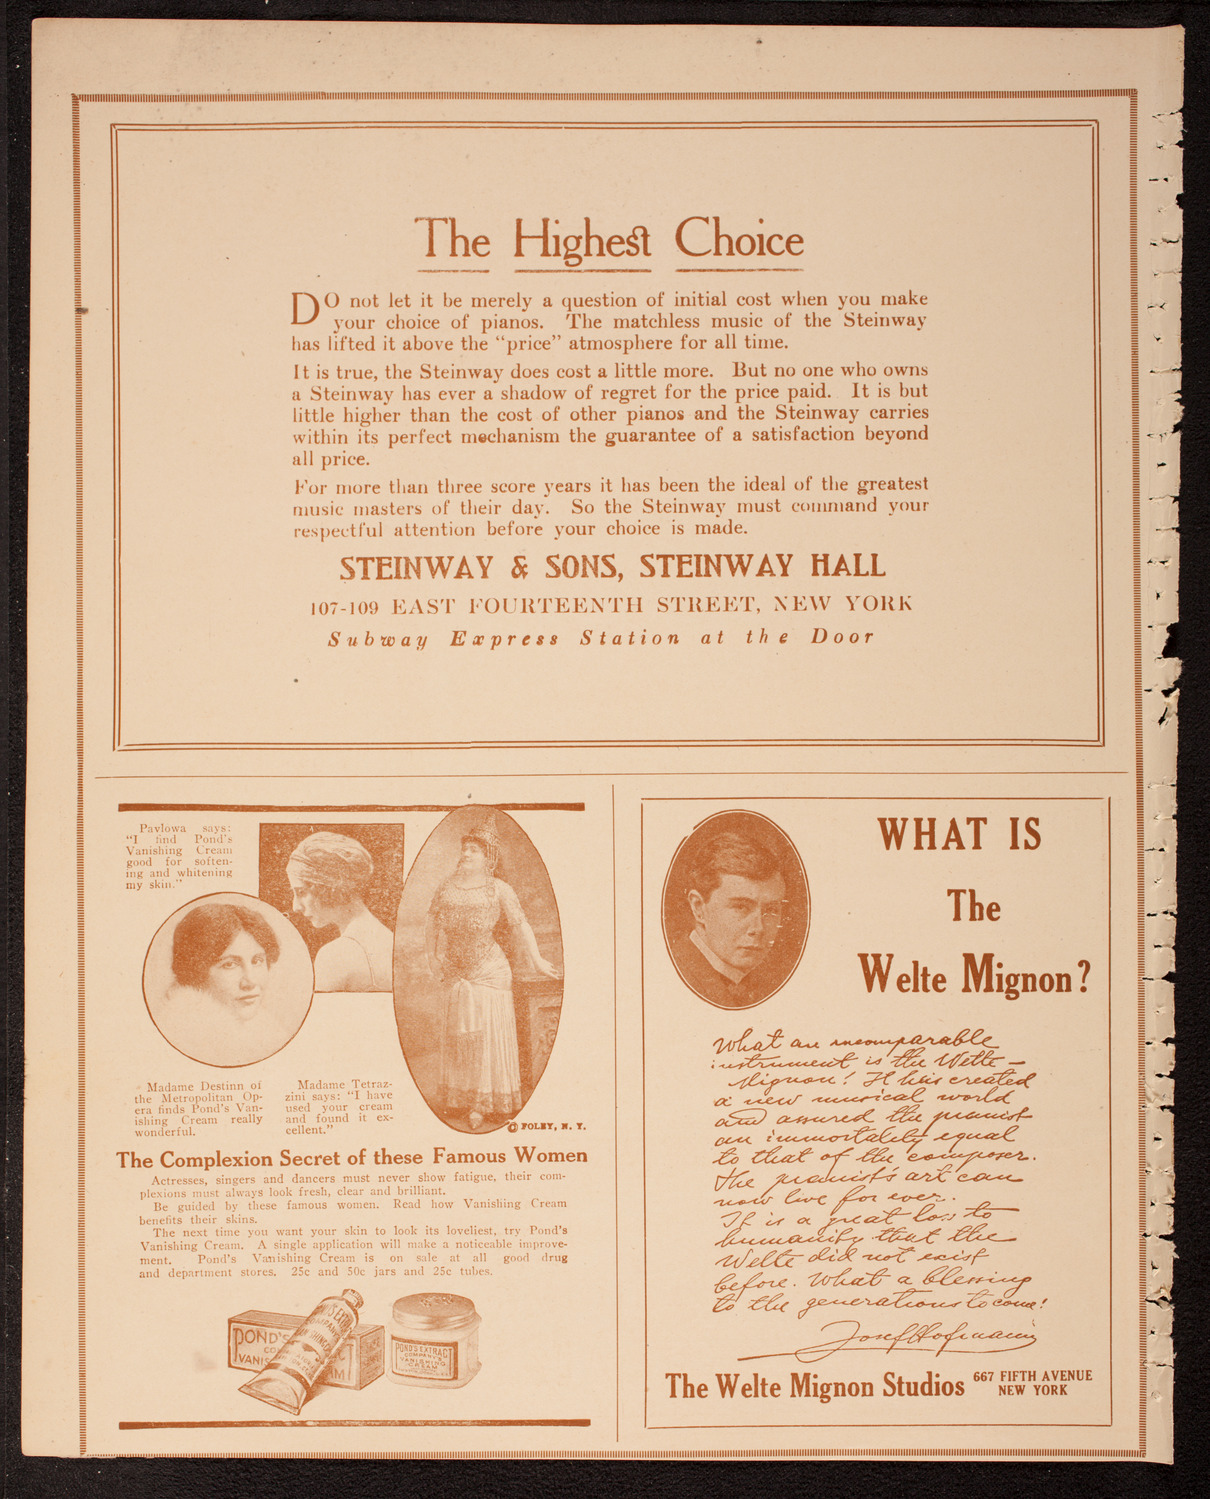 The Highest Choice
DO not let it be merely a question of initial cost when you make
your choice of pianos. The matchless music of the Steinway
has lifted it above the "price" atmosphere for all time.
It is true, the Steinway does cost a little more. But no one who owns
a Steinway has ever a shadow of regret for the price paid. It is but
little higher than the cost of other pianos and the Steinway carries
within its perfect mechanism the guarantee of a satisfaction beyond
all price.
For more than three score years it has been the ideal of the greatest
music masters of their day. So the Steinway must command your
respectful attention before your choice is made.
STEINWAY & SONS, STEINWAY HALL
107-109 EAST FOURTEENTH STREET, NEW YORK
Subway Express Station at the Door
Pavlowa says:
"I find Pond's
Vanishing Cream
good for soften-
ing and whitening
my skin."
Madame Destinn of
the Metropolitan Op-
era finds Pond's Van-
ishing Cream really
wonderful.
Madame Tetraz-
zini says: "I have
used your cream
and found it ex-
cellent."
© FOLEY, N. Y.
The Complexion Secret of these Famous Women
Actresses, singers and dancers must never show fatigue, their com-
plexions must always look fresh, clear and brilliant.
Be guided by these famous women. Read how Vanishing Cream
benefits their skins.
The next time you want your skin to look its loveliest, try Pond's
Vanishing Cream. A single application will make a noticeable improve-
ment. Pond's Vanishing Cream is on sale at all good drug
and department stores. 25c and 50c jars and 25c tubes.
POND'S
VANIS
POND'S EXTRACT
COMPANY'S
VANISHING
CREAM
WHAT IS
The
Welte Mignon?
What an incomparable
instrument is the Welte-
Mignon! It has created
a new musical world
and assured the pianist
an immortality equal
to that of the composer.
The pianist's art can
now live for ever.
It is a great loss to
humanity that the
Welte did not exist
before. What a blessing
to the generations to come!
Josef Hofmann
The Welte Mignon Studios 667 FIFTH AVENUE
NEW YORK